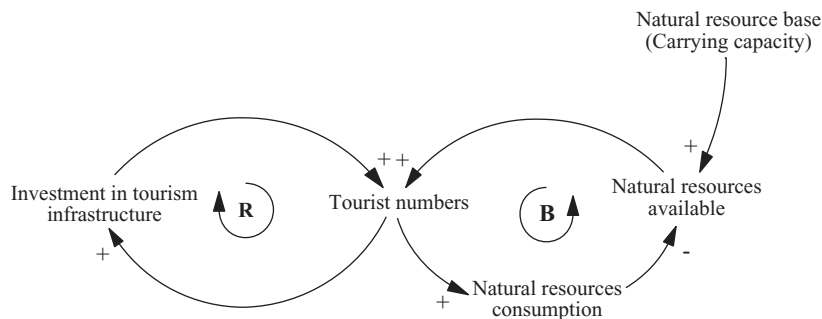 Natural resource base
(Carrying capacity)
+
+ +
Investment in tourism
infrastructure
R
Tourist numbers
B
Natural resources
available
+
-
+
Natural resources
consumption